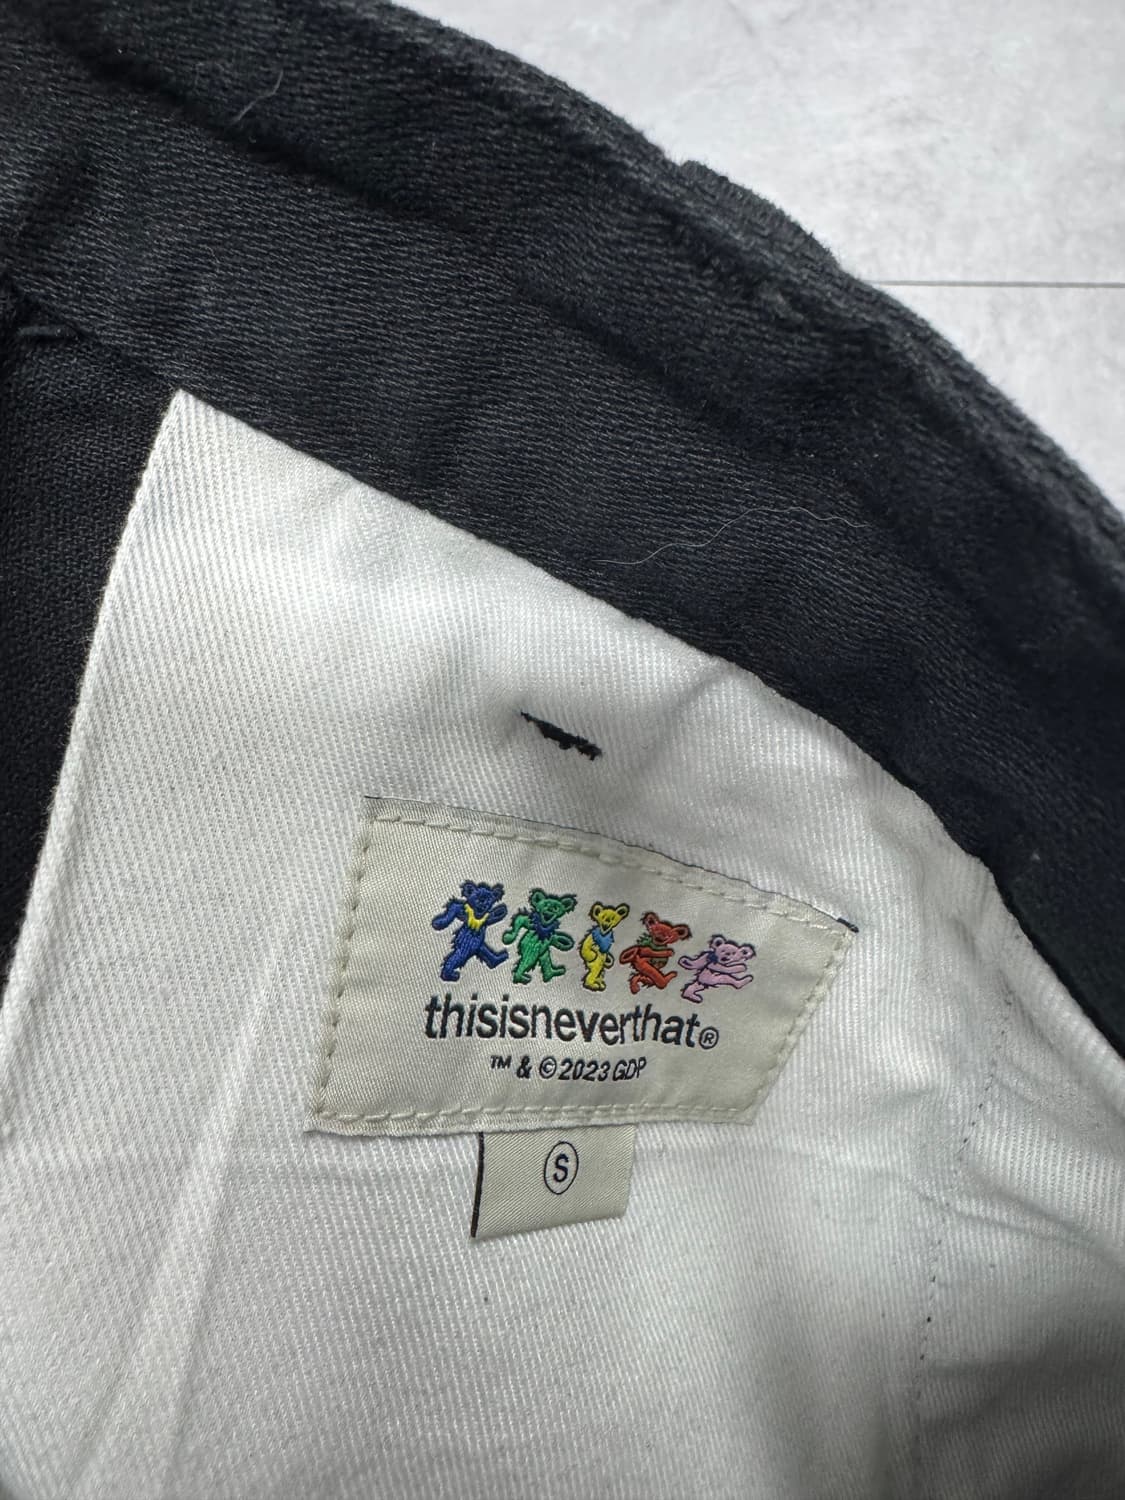 thisisneverthat®
™ & ©2023 GDP
S